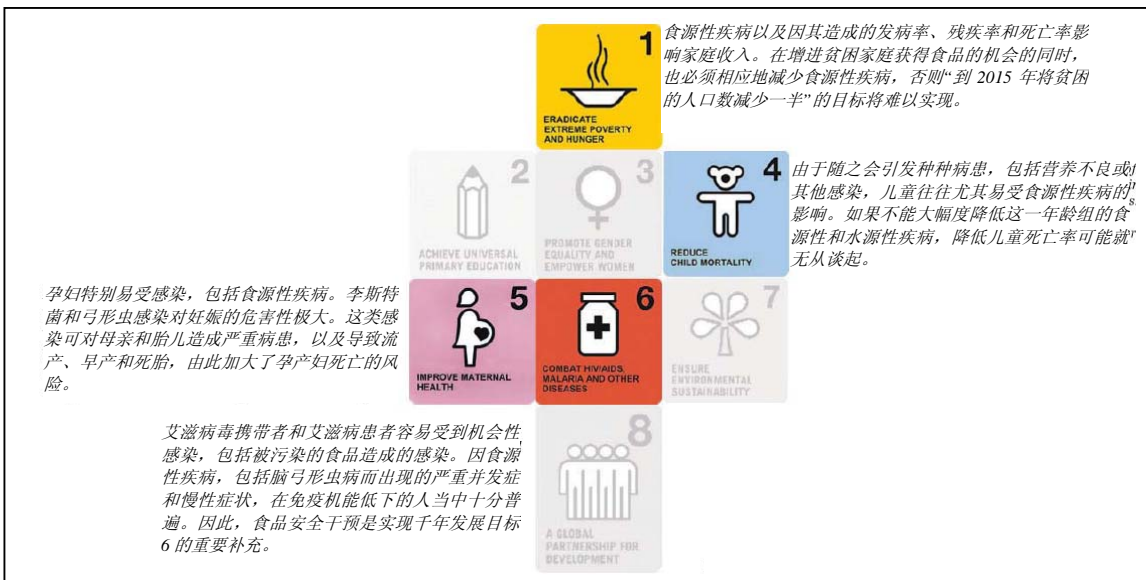 食源性疾病以及因其造成的发病率、残疾率和死亡率影
响家庭收入。在增进贫困家庭获得食品的机会的同时，
也必须相应地减少食源性疾病，否则“到 2015 年将贫困
的人口数减少一半”的目标将难以实现。
1
ERADICATE
EXTREME POVERTY
AND HUNGER
2
ACHIEVE UNIVERSAL
PRIMARY EDUCATION
3
PROMOTE GENDER
EQUALITY AND
EMPOWER WOMEN
4
REDUCE
CHILD MORTALITY
由于随之会引发种种病患，包括营养不良或
其他感染，儿童往往尤其易受食源性疾病的
影响。如果不能大幅度降低这一年龄组的食
源性和水源性疾病，降低儿童死亡率可能就
无从谈起。
孕妇特别易受感染，包括食源性疾病。李斯特
菌和弓形虫感染对妊娠的危害性极大。这类感
染可对母亲和胎儿造成严重病患，以及导致流
产、早产和死胎，由此加大了孕产妇死亡的风
险。
5
IMPROVE MATERNAL
HEALTH
6
COMBAT HIV/AIDS,
MALARIA AND OTHER
DISEASES
7
ENSURE
ENVIRONMENTAL
SUSTAINABILITY
艾滋病毒携带者和艾滋病患者容易受到机会性
感染，包括被污染的食品造成的感染。因食源
性疾病，包括脑弓形虫病而出现的严重并发症
和慢性症状，在免疫机能低下的人当中十分普
遍。因此，食品安全干预是实现千年发展目标
6 的重要补充。
8
A GLOBAL
PARTNERSHIP FOR
DEVELOPMENT